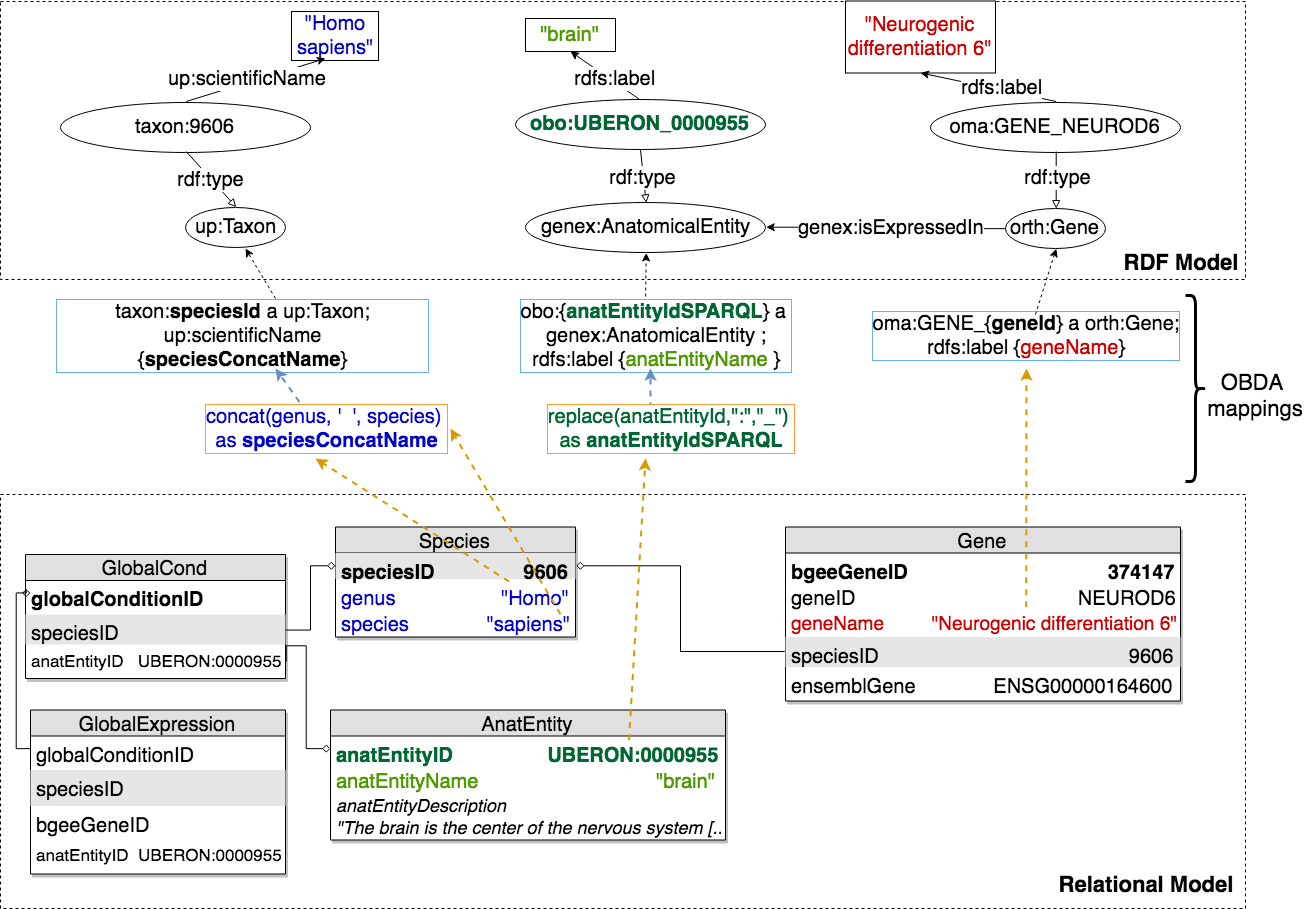 "Homo
sapiens"
"brain"
"Neurogenic
differentiation 6"
up:scientificName
rdfs:label
rdfs:label
taxon:9606
obo:UBERON_0000955
oma:GENE_NEUROD6
rdf:type
rdf:type
rdf:type
up:Taxon
genex:AnatomicalEntity
genex:isExpressedIn
orth:Gene
RDF Model
taxon:speciesId a up:Taxon;
up:scientificName
{speciesConcatName}
obo:{anatEntityIdSPARQL} a
genex:AnatomicalEntity ;
rdfs:label {anatEntityName }
oma:GENE_{geneId} a orth:Gene;
rdfs:label {geneName}
OBDA
mappings
concat(genus, ' ', species)
as speciesConcatName
replace(anatEntityId,":","_")
as anatEntityIdSPARQL
GlobalCond
globalConditionID
speciesID
anatEntityID UBERON:0000955
Species
speciesID 9606
genus "Homo"
species "sapiens"
Gene
bgeeGeneID 374147
geneID NEUROD6
geneName "Neurogenic differentiation 6"
speciesID 9606
ensemblGene ENSG00000164600
GlobalExpression
globalConditionID
speciesID
bgeeGeneID
anatEntityID UBERON:0000955
AnatEntity
anatEntityID UBERON:0000955
anatEntityName "brain"
anatEntityDescription
"The brain is the center of the nervous system [..
Relational Model